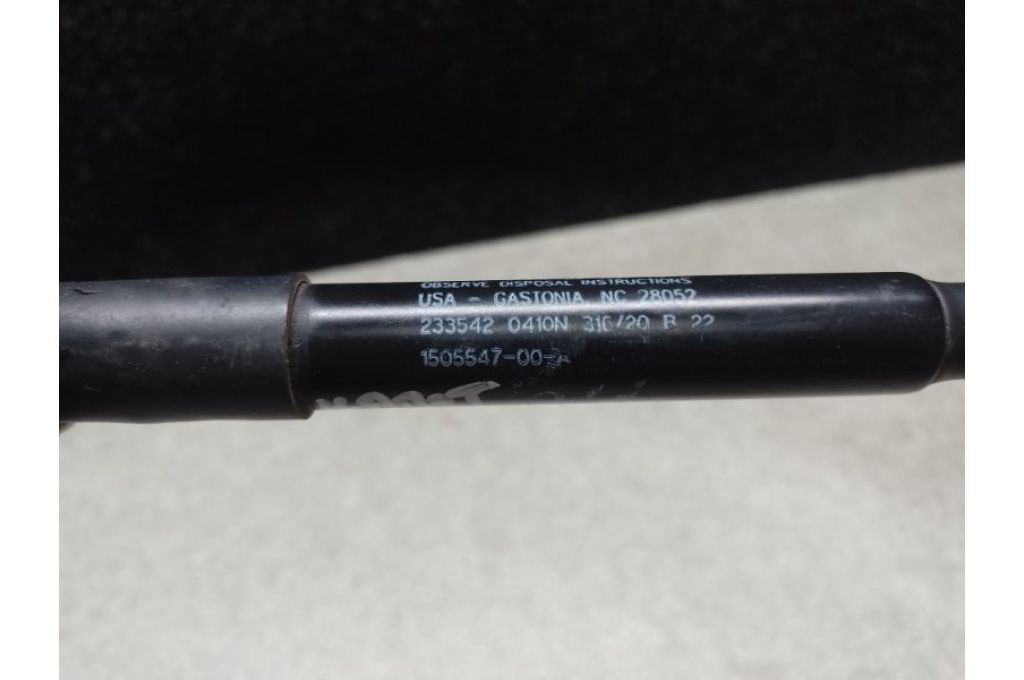 OBSERVE DISPOSAL INSTRUCTIONS
USA - GASTONIA NC 28052
233542 0410N 316/20 B 22
1505547-00-A